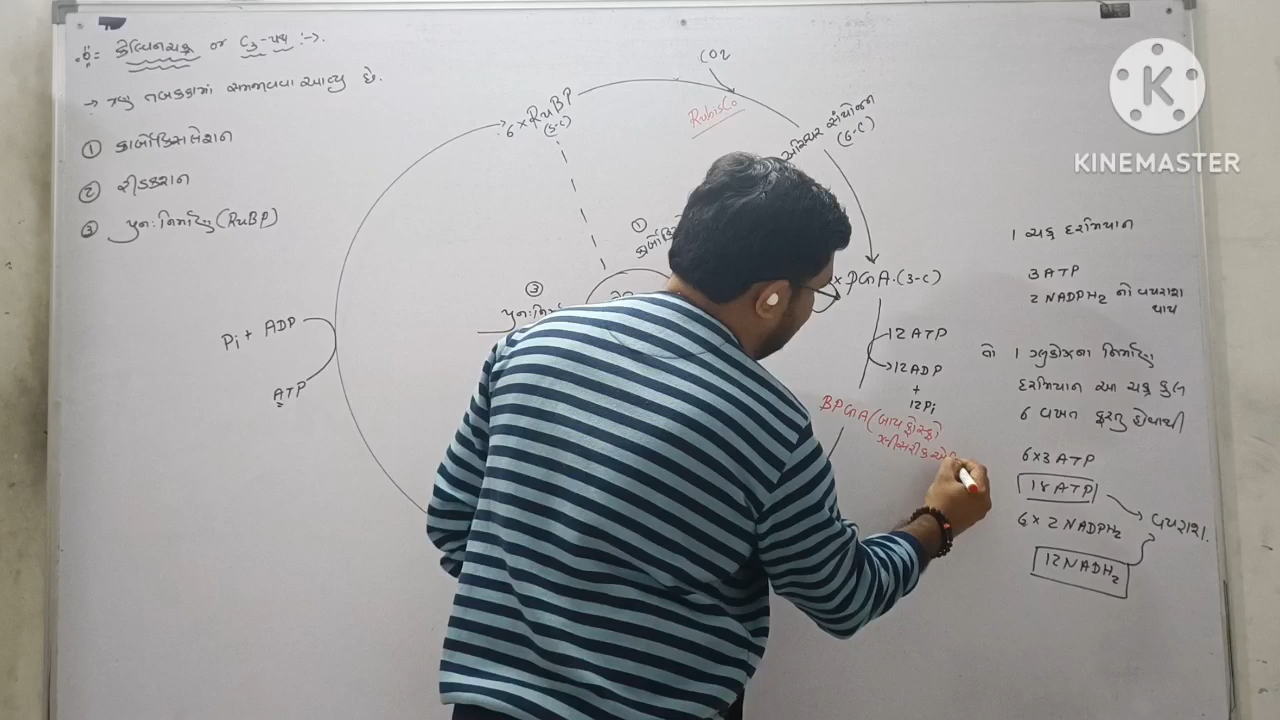 કેલ્વિનચક્ર or C3-પથ :→.
→ ત્રણ તબક્કામાં સમજાવવા આવ્યુ છે.
① કાર્બોક્સિલેશન
② રીડક્શન
③ પુન: નિર્માણ (RuBP)
CO2
RubisCo
6 × RuBP
(5-C)
અસ્થિર સંયોજન
(6-C)
①
③
પુન: નિર્મા
× PGA. (3-C)
Pi + ADP
ATP
12 ATP
12 ADP
+
12 Pi
BPGA (બાય ફોસ્ફો
ગ્લીસરીક
1 ચક્ર દરમિયાન
3 ATP
2 NADPH2 નો વપરાશ
થાય
તો 1 ગ્લુકોઝના નિર્માણ
દરમિયાન આ ચક્ર કુલ
6 વખત ફરતુ હોવાથી
6×3 ATP
18 ATP
6 × 2 NADPH2
12 NADH2
વપરાશ.
KINEMASTER